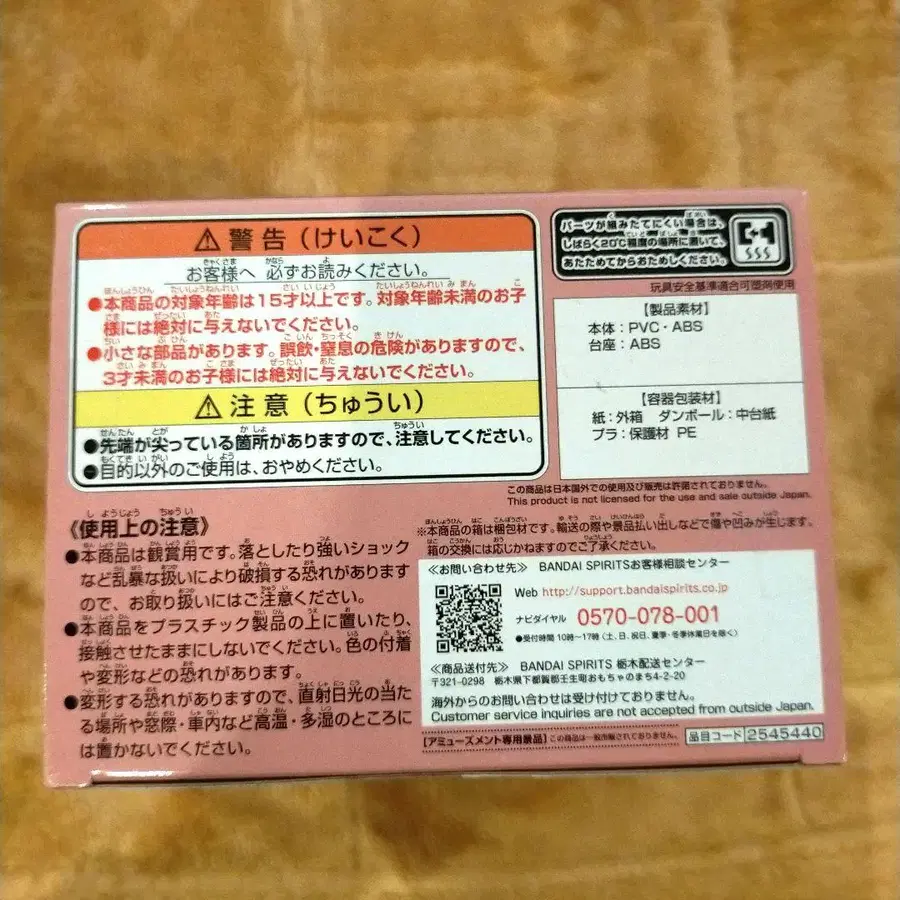 ⚠警告（けいこく）
お客様へ 必ずお読みください。
●本商品の対象年齢は15才以上です。対象年齢未満のお子
様には絶対に与えないでください。
●小さな部品があります。誤飲・窒息の危険がありますので、
3才未満のお子様には絶対に与えないでください。
⚠注意（ちゅうい）
●先端が尖っている箇所がありますので、注意してください。
●目的以外のご使用は、おやめください。
パーツが組みたてにくい場合は、
しばらく20℃程度の場所に置いて、
あたためてからおためしください。
玩具安全基準適合可塑剤使用
【製品素材】
本体：PVC・ABS
台座：ABS
【容器包装材】
紙：外箱 ダンボール：中台紙
プラ：保護材 PE
この商品は日本国外での使用及び販売は許諾されておりません。
This product is not licensed for the use and sale outside Japan.
※本商品の箱は梱包材です。輸送の際や景品払い出しなどで傷や凹みが生じます。
箱の交換には応じかねますのでご了承ください。
《使用上の注意》
●本商品は観賞用です。落としたり強いショック
など乱暴な扱いにより破損する恐れがあります
ので、お取り扱いにはご注意ください。
●本商品をプラスチック製品の上に置いたり、
接触させたままにしないでください。色の付着
や変形などの恐れがあります。
●変形する恐れがありますので、直射日光の当た
る場所や窓際・車内など高温・多湿のところに
は置かないでください。
≪お問い合わせ先≫ BANDAI SPIRITSお客様相談センター
Web http://support.bandaispirits.co.jp
ナビダイヤル 0570-078-001
●受付時間 10時〜17時（土、日、祝日、夏季・冬季休業日を除く）
≪商品送付先≫ BANDAI SPIRITS 栃木配送センター
〒321-0298 栃木県下都賀郡壬生町おもちゃのまち4-2-20
海外からのお問い合わせは受け付けておりません。
Customer service inquiries are not accepted from outside Japan.
【アミューズメント専用景品】この商品は一般市販されておりません。
品目コード 2545440